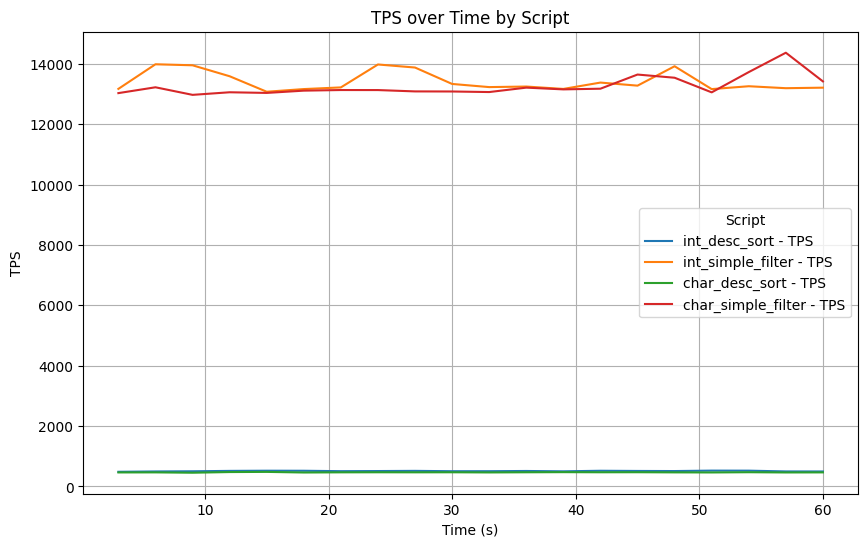 TPS over Time by Script
14000
12000
10000
8000
6000
4000
2000
0
TPS
Script
int_desc_sort - TPS
int_simple_filter - TPS
char_desc_sort - TPS
char_simple_filter - TPS
10
20
30
40
50
60
Time (s)